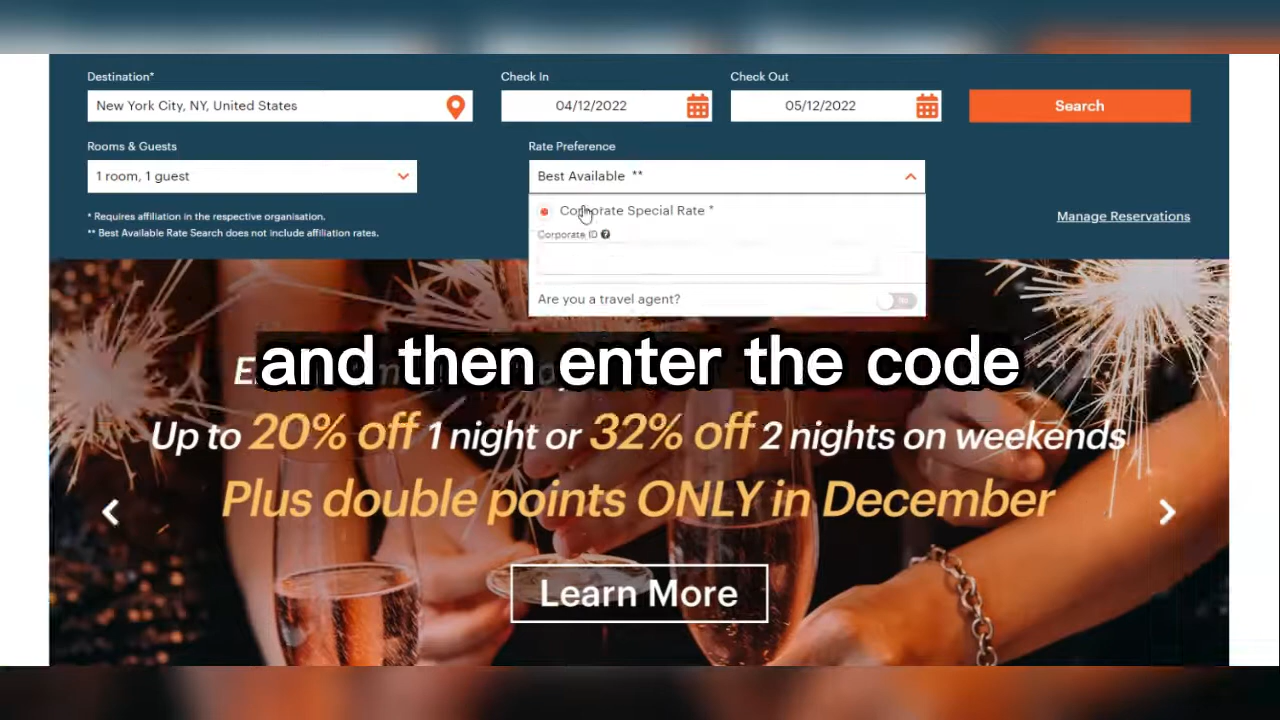 Destination*
Check In
Check Out
New York City, NY, United States
04/12/2022
05/12/2022
Search
Rooms & Guests
Rate Preference
1 room, 1 guest
Best Available **
Corporate Special Rate *
* Requires affiliation in the respective organisation.
Manage Reservations
** Best Available Rate Search does not include affiliation rates.
Corporate ID
Are you a travel agent?
No
and then enter the code
Up to 20% off 1 night or 32% off 2 nights on weekends
Plus double points ONLY in December
Learn More